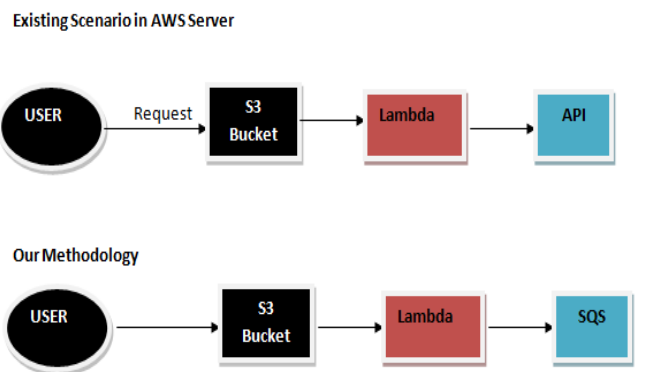 Existing Scenario in AWS Server
USER
Request
S3
Bucket
Lambda
API
Our Methodology
USER
S3
Bucket
Lambda
SQS